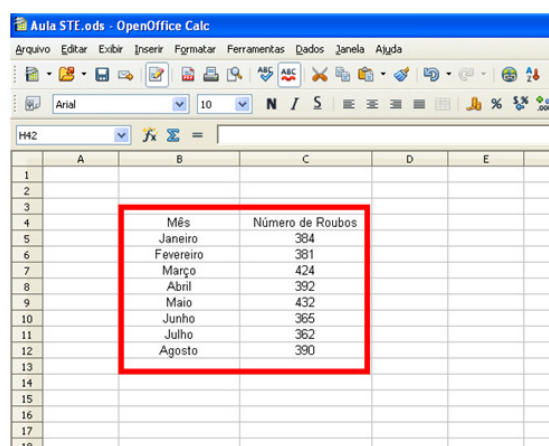 Aula STE.ods - OpenOffice Calc
Arquivo Editar Exibir Inserir Formatar Ferramentas Dados Janela Ajuda
Arial 10 N I S
H42
A B C D E
1
2
3
4 Mês Número de Roubos
5 Janeiro 384
6 Fevereiro 381
7 Março 424
8 Abril 392
9 Maio 432
10 Junho 365
11 Julho 362
12 Agosto 390
13
14
15
16
17
18